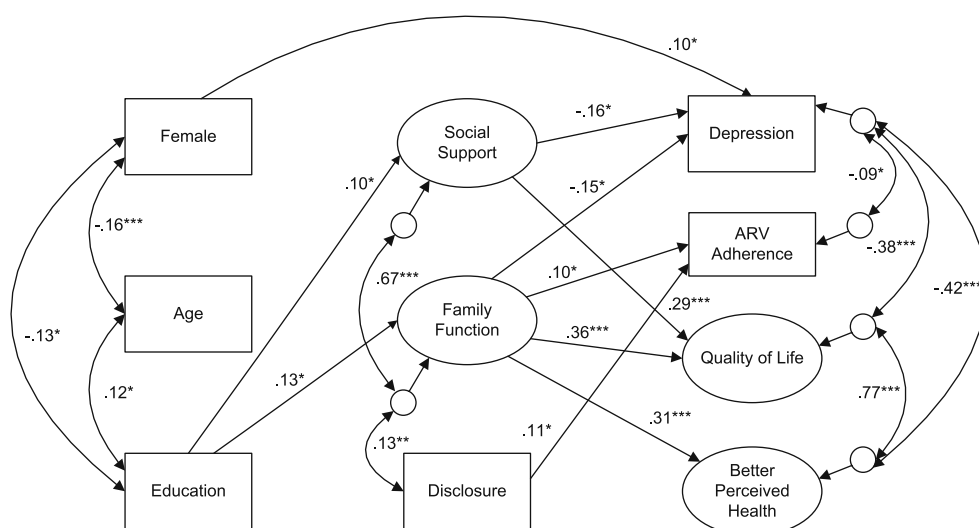 .10*
Female
Social
Support
-.16*
Depression
.10*
-.15*
-.09*
-.16***
ARV
Adherence
-.38***
.67***
.10*
.29***
-.42***
Age
Family
Function
-.13*
.36***
Quality of Life
.13*
.12*
.77***
.31***
.13**
.11*
Education
Disclosure
Better
Perceived
Health